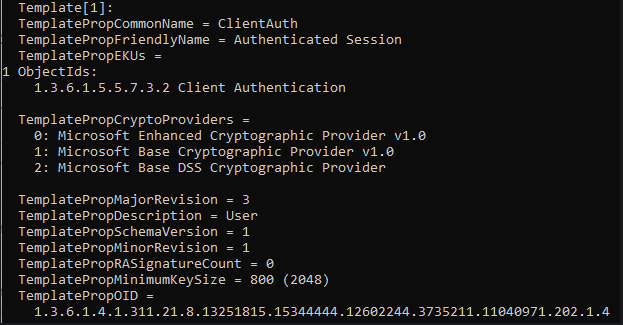 Template[1]:
TemplatePropCommonName = ClientAuth
TemplatePropFriendlyName = Authenticated Session
TemplatePropEKUs =
1 ObjectIds:
1.3.6.1.5.5.7.3.2 Client Authentication
TemplatePropCryptoProviders =
0: Microsoft Enhanced Cryptographic Provider v1.0
1: Microsoft Base Cryptographic Provider v1.0
2: Microsoft Base DSS Cryptographic Provider
TemplatePropMajorRevision = 3
TemplatePropDescription = User
TemplatePropSchemaVersion = 1
TemplatePropMinorRevision = 1
TemplatePropRASignatureCount = 0
TemplatePropMinimumKeySize = 800 (2048)
TemplatePropOID =
1.3.6.1.4.1.311.21.8.13251815.15344444.12602244.3735211.11040971.202.1.4